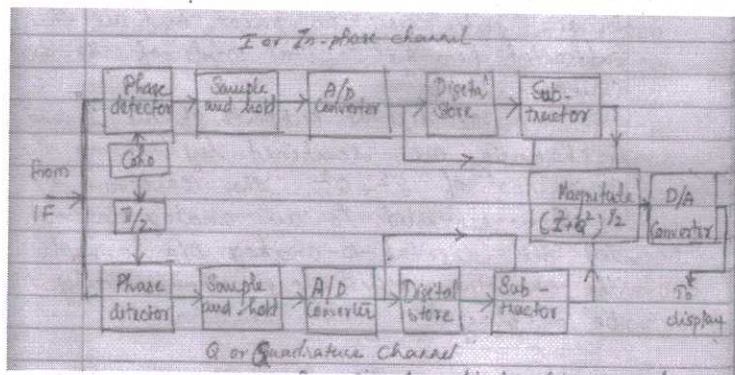 I or In-phase channel
Phase detector
Sample and hold
A/D Converter
Digital Store
Sub-tractor
from IF
Coho
π/2
Magnitude (I²+Q²)^1/2
D/A Converter
Phase detector
Sample and hold
A/D Converter
Digital store
Sub-tractor
To display
Q or Quadrature Channel